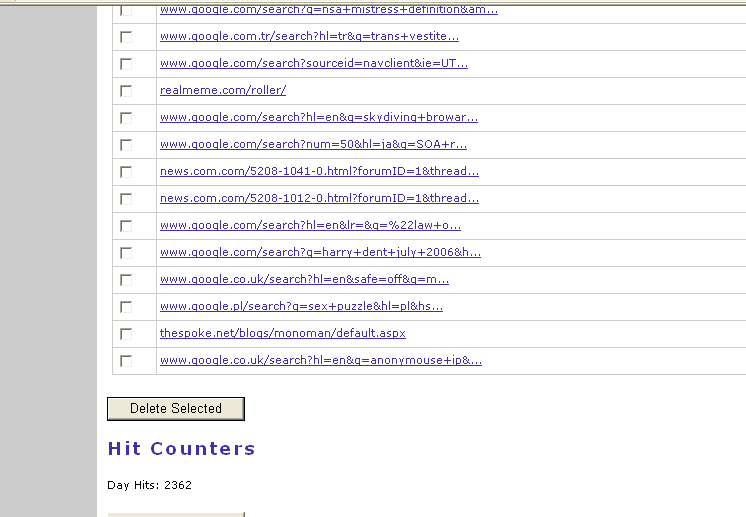 www.google.com/search?q=nsa+mistress+definition&am...
www.google.com.tr/search?hl=tr&q=trans+vestite...
www.google.com/search?sourceid=navclient&ie=UT...
realmeme.com/roller/
www.google.com/search?hl=en&q=skydiving+browar...
www.google.com/search?num=50&hl=ja&q=SOA+r...
news.com.com/5208-1041-0.html?forumID=1&thread...
news.com.com/5208-1012-0.html?forumID=1&thread...
www.google.com/search?hl=en&lr=&q=%22law+o...
www.google.com/search?q=harry+dent+july+2006&h...
www.google.co.uk/search?hl=en&safe=off&q=m...
www.google.pl/search?q=sex+puzzle&hl=pl&hs...
thespoke.net/blogs/monoman/default.aspx
www.google.co.uk/search?hl=en&q=anonymouse+ip&...
Delete Selected
Hit Counters
Day Hits: 2362